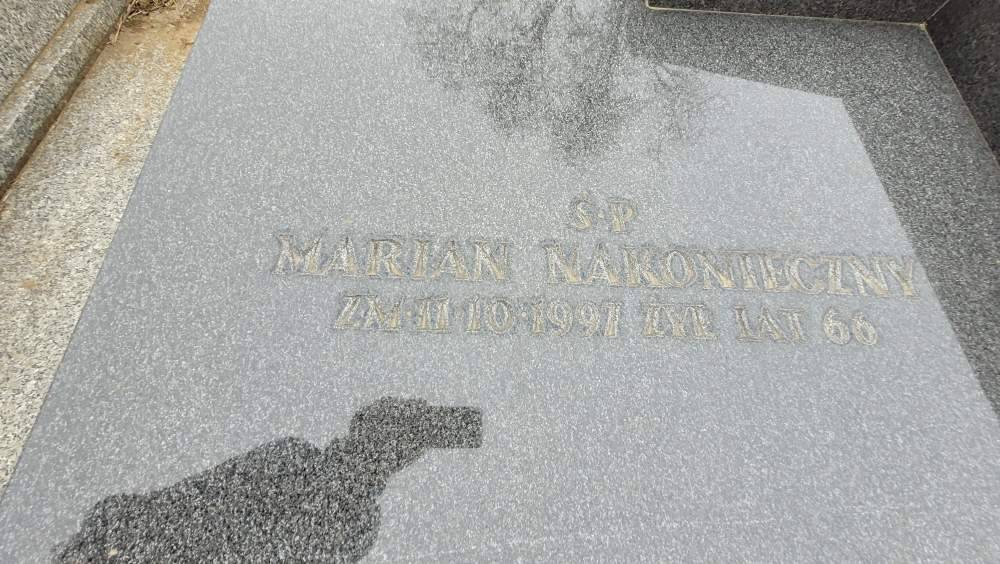 Ś·P
MARIAN NAKONIECZNY
ZM·11·10·1997 ŻYŁ LAT 66